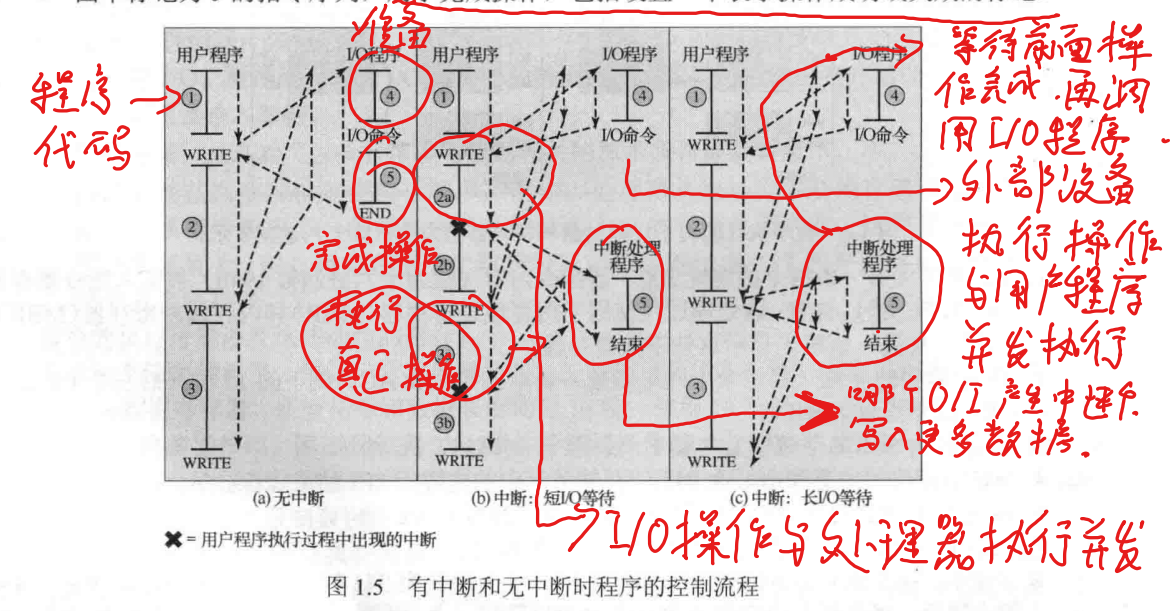 准备
用户程序
I/O程序
①
④
I/O命令
WRITE
⑤
END
②
WRITE
③
WRITE
(a) 无中断
用户程序
I/O程序
①
④
I/O命令
WRITE
2a
中断处理
程序
2b
⑤
WRITE
结束
3a
3b
WRITE
(b) 中断：短I/O等待
用户程序
I/O程序
①
④
I/O命令
WRITE
②
中断处理
程序
WRITE
⑤
结束
③
WRITE
(c) 中断：长I/O等待
程序
代码
完成操作
执行
真正操作
等待前面操
作完成.再调
用I/O程序.
外部设备
执行操作
与用户程序
并发执行
哪个O/I产生中
写入更多数据.
I/O操作与处理器执行并发
✖ = 用户程序执行过程中出现的中断
图 1.5 有中断和无中断时程序的控制流程